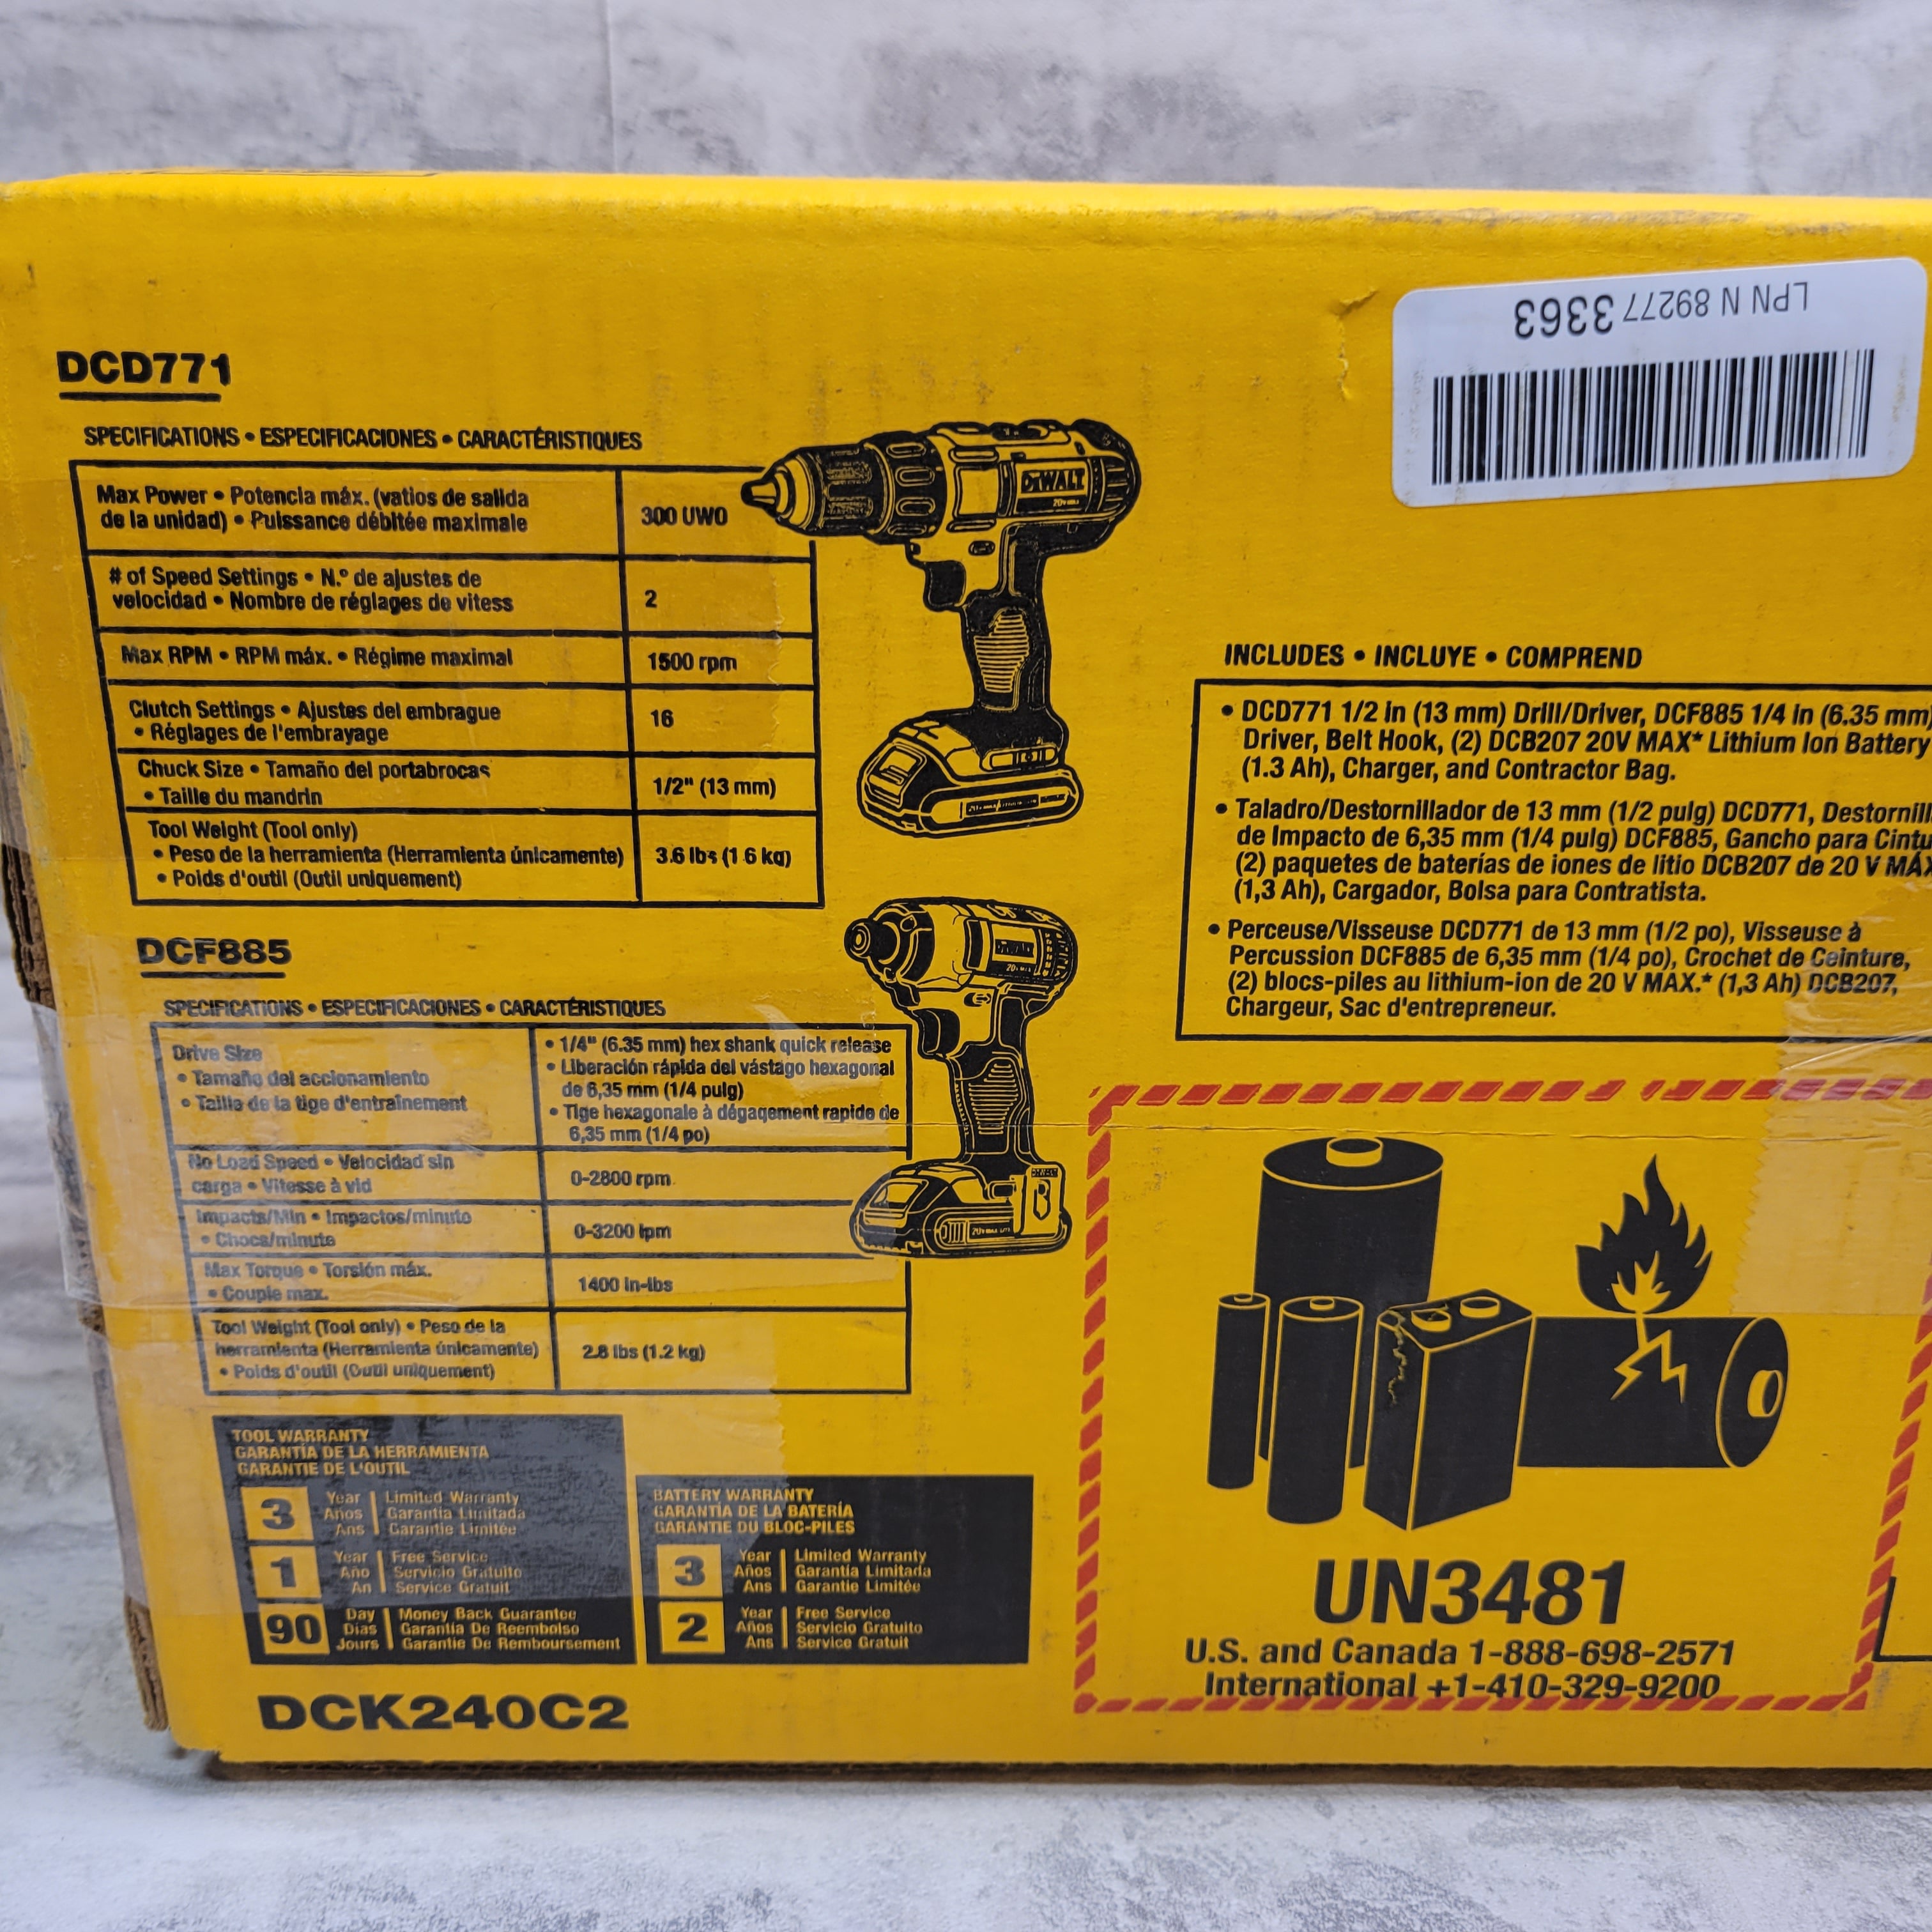 LPN N 89277 3363
DCD771
SPECIFICATIONS • ESPECIFICACIONES • CARACTÉRISTIQUES
Max Power • Potencia máx. (vatios de salida
de la unidad) • Puissance débitée maximale
300 UWO
# of Speed Settings • N.º de ajustes de
velocidad • Nombre de réglages de vitess
2
Max RPM • RPM máx. • Régime maximal
1500 rpm
Clutch Settings • Ajustes del embrague
• Réglages de l'embrayage
16
Chuck Size • Tamaño del portabrocas
• Taille du mandrin
1/2" (13 mm)
Tool Weight (Tool only)
• Peso de la herramienta (Herramienta únicamente)
• Poids d'outil (Outil uniquement)
3.6 lbs (1.6 kg)
DEWALT
20V MAX
DCF885
SPECIFICATIONS • ESPECIFICACIONES • CARACTÉRISTIQUES
Drive Size
• Tamaño del accionamiento
• Taille de la tige d'entraînement
• 1/4" (6.35 mm) hex shank quick release
• Liberación rápida del vástago hexagonal
de 6,35 mm (1/4 pulg)
• Tige hexagonale à dégagement rapide de
6,35 mm (1/4 po)
No Load Speed • Velocidad sin
carga • Vitesse à vid
0-2800 rpm
Impacts/Min • Impactos/minuto
• Chocs/minute
0-3200 ipm
Max Torque • Torsión máx.
• Couple max.
1400 in-lbs
Tool Weight (Tool only) • Peso de la
herramienta (Herramienta únicamente)
• Poids d'outil (Outil uniquement)
2.8 lbs (1.2 kg)
DEWALT
20V MAX
TOOL WARRANTY
GARANTÍA DE LA HERRAMIENTA
GARANTIE DE L'OUTIL
3
Year
Años
Ans
Limited Warranty
Garantía Limitada
Garantie Limitée
1
Year
Año
An
Free Service
Servicio Gratuito
Service Gratuit
90
Day
Días
Jours
Money Back Guarantee
Garantía De Reembolso
Garantie De Remboursement
BATTERY WARRANTY
GARANTÍA DE LA BATERÍA
GARANTIE DU BLOC-PILES
3
Year
Años
Ans
Limited Warranty
Garantía Limitada
Garantie Limitée
2
Year
Años
Ans
Free Service
Servicio Gratuito
Service Gratuit
DCK240C2
INCLUDES • INCLUYE • COMPREND
• DCD771 1/2 in (13 mm) Drill/Driver, DCF885 1/4 in (6.35 mm)
Driver, Belt Hook, (2) DCB207 20V MAX* Lithium Ion Battery
(1.3 Ah), Charger, and Contractor Bag.
• Taladro/Destornillador de 13 mm (1/2 pulg) DCD771, Destornill
de Impacto de 6,35 mm (1/4 pulg) DCF885, Gancho para Cintu
(2) paquetes de baterías de iones de litio DCB207 de 20 V MÁX
(1,3 Ah), Cargador, Bolsa para Contratista.
• Perceuse/Visseuse DCD771 de 13 mm (1/2 po), Visseuse à
Percussion DCF885 de 6,35 mm (1/4 po), Crochet de Ceinture,
(2) blocs-piles au lithium-ion de 20 V MAX.* (1,3 Ah) DCB207,
Chargeur, Sac d'entrepreneur.
UN3481
U.S. and Canada 1-888-698-2571
International +1-410-329-9200